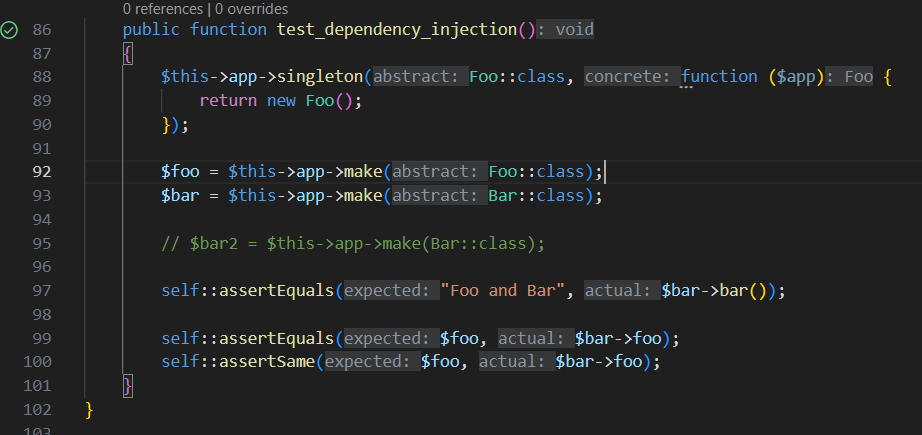 0 references | 0 overrides
86 public function test_dependency_injection(): void
87 {
88 $this->app->singleton(abstract: Foo::class, concrete: function ($app): Foo {
89 return new Foo();
90 });
91
92 $foo = $this->app->make(abstract: Foo::class);
93 $bar = $this->app->make(abstract: Bar::class);
94
95 // $bar2 = $this->app->make(Bar::class);
96
97 self::assertEquals(expected: "Foo and Bar", actual: $bar->bar());
98
99 self::assertEquals(expected: $foo, actual: $bar->foo);
100 self::assertSame(expected: $foo, actual: $bar->foo);
101 }
102 }
103